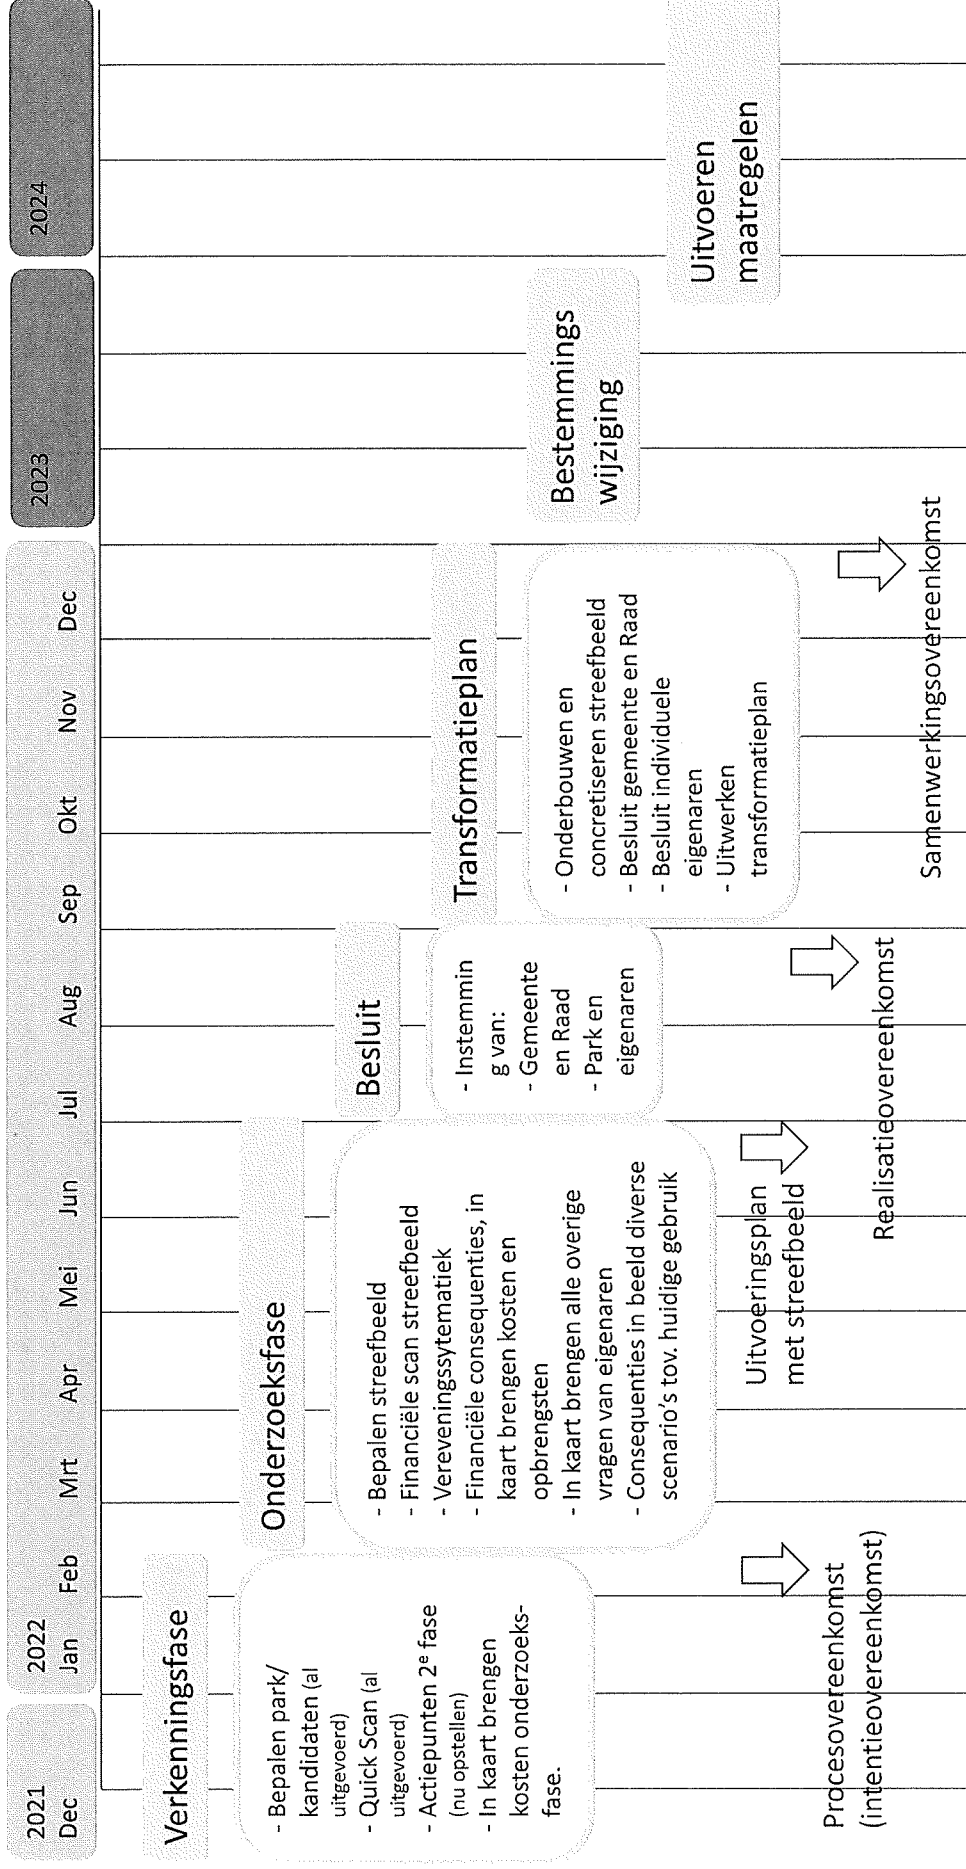 2021
2022
2023
2024
Dec
Jan
Feb
Mrt
Apr
Mei
Jun
Jul
Aug
Sep
Okt
Nov
Dec
Verkenningsfase
- Bepalen park/
kandidaten (al
uitgevoerd)
- Quick Scan (al
uitgevoerd)
- Actiepunten 2e fase
(nu opstellen)
- In kaart brengen
kosten onderzoeks-
fase.
Procesovereenkomst
(intentieovereenkomst)
Onderzoeksfase
- Bepalen streefbeeld
- Financiële scan streefbeeld
- Vereveningssytematiek
- Financiële consequenties, in
kaart brengen kosten en
opbrengsten
- In kaart brengen alle overige
vragen van eigenaren
- Consequenties in beeld diverse
scenario's tov. huidige gebruik
Uitvoeringsplan
met streefbeeld
Besluit
- Instemmin
g van:
- Gemeente
en Raad
- Park en
eigenaren
Realisatieovereenkomst
Transformatieplan
- Onderbouwen en
concretiseren streefbeeld
- Besluit gemeente en Raad
- Besluit individuele
eigenaren
- Uitwerken
transformatieplan
Samenwerkingsovereenkomst
Bestemmings
wijziging
Uitvoeren
maatregelen